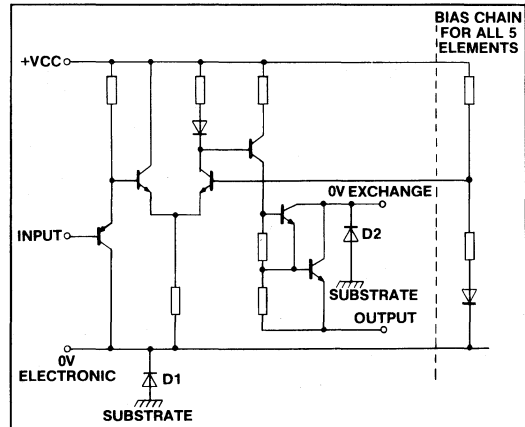 BIAS CHAIN
FOR ALL 5
ELEMENTS
+VCC
0V EXCHANGE
INPUT
D2
SUBSTRATE
OUTPUT
0V
ELECTRONIC
D1
SUBSTRATE